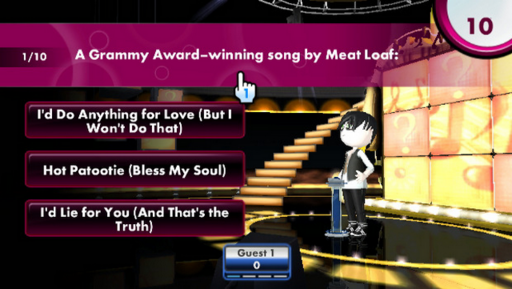 10
1/10
A Grammy Award-winning song by Meat Loaf:
1
I'd Do Anything for Love (But I
Won't Do That)
Hot Patootie (Bless My Soul)
I'd Lie for You (And That's the
Truth)
Guest 1
0